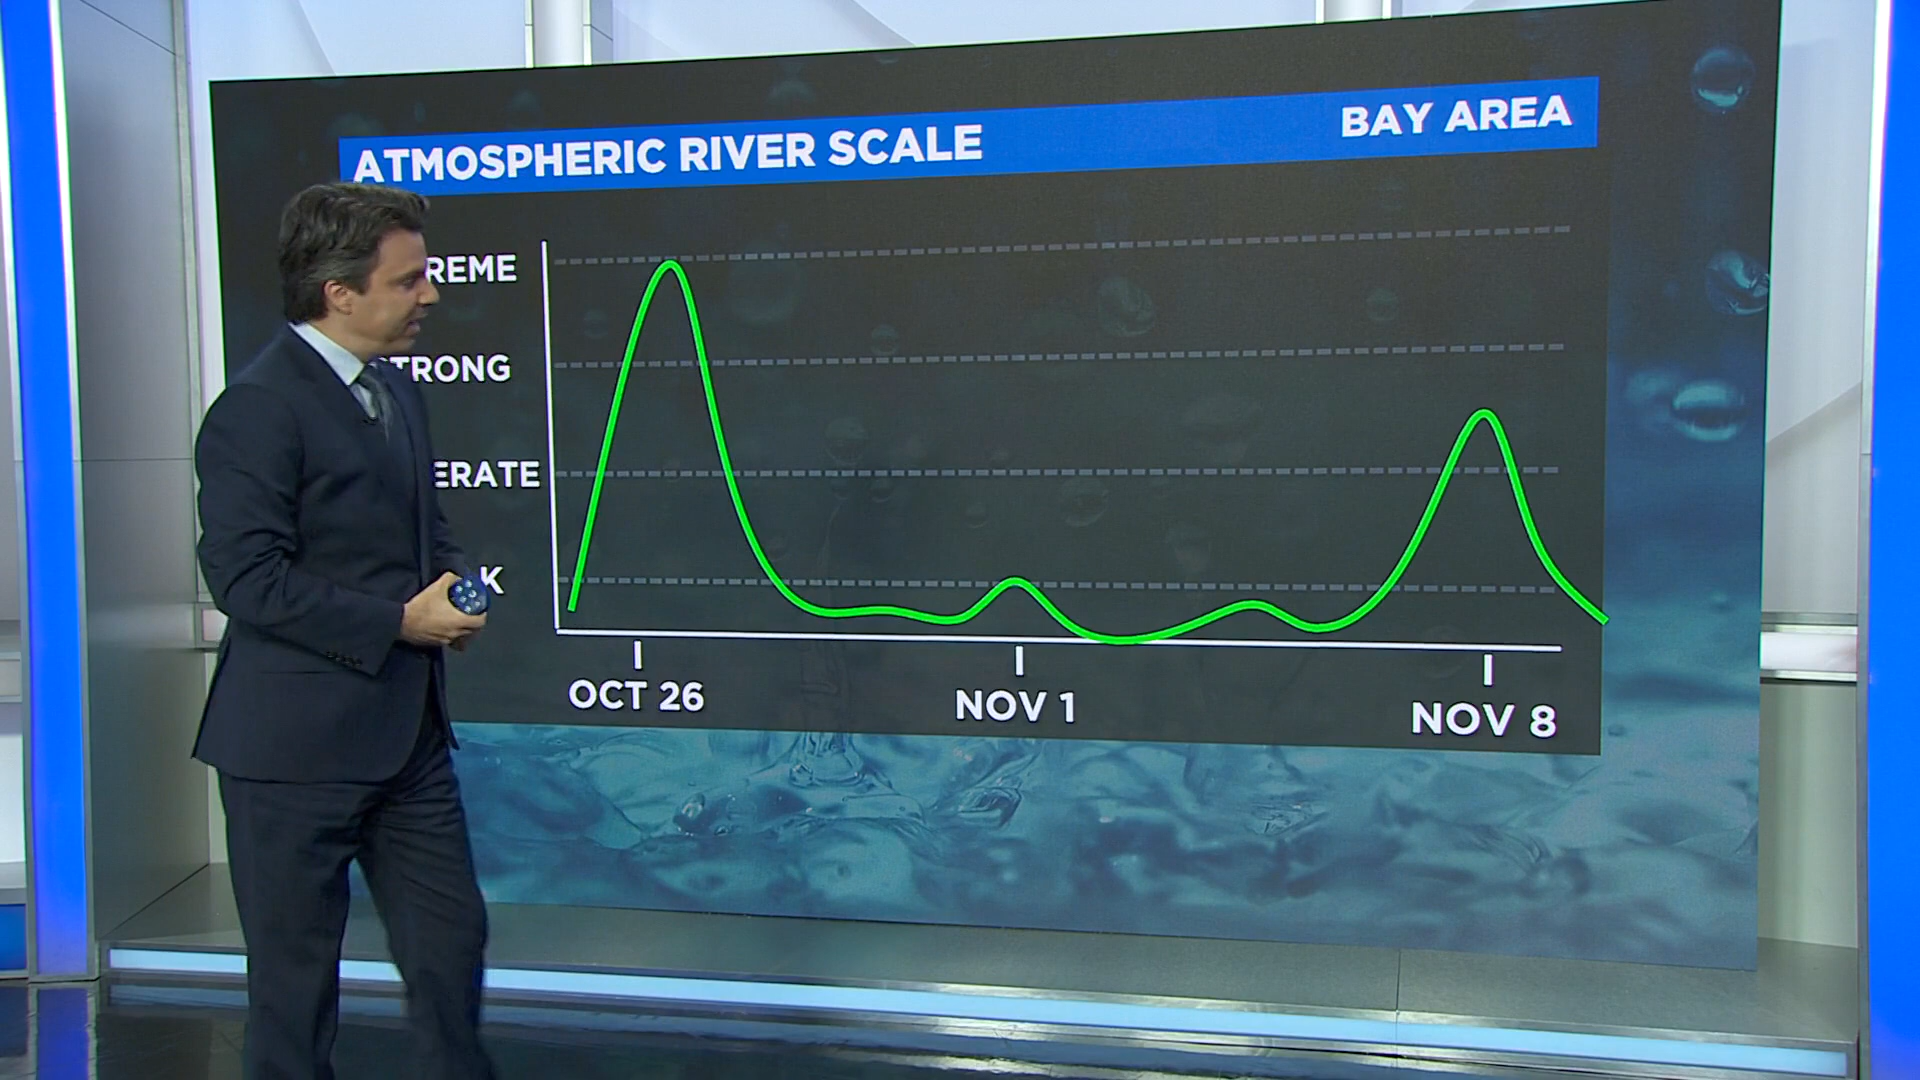 ATMOSPHERIC RIVER SCALE
BAY AREA
REME
TRONG
ERATE
K
OCT 26
NOV 1
NOV 8